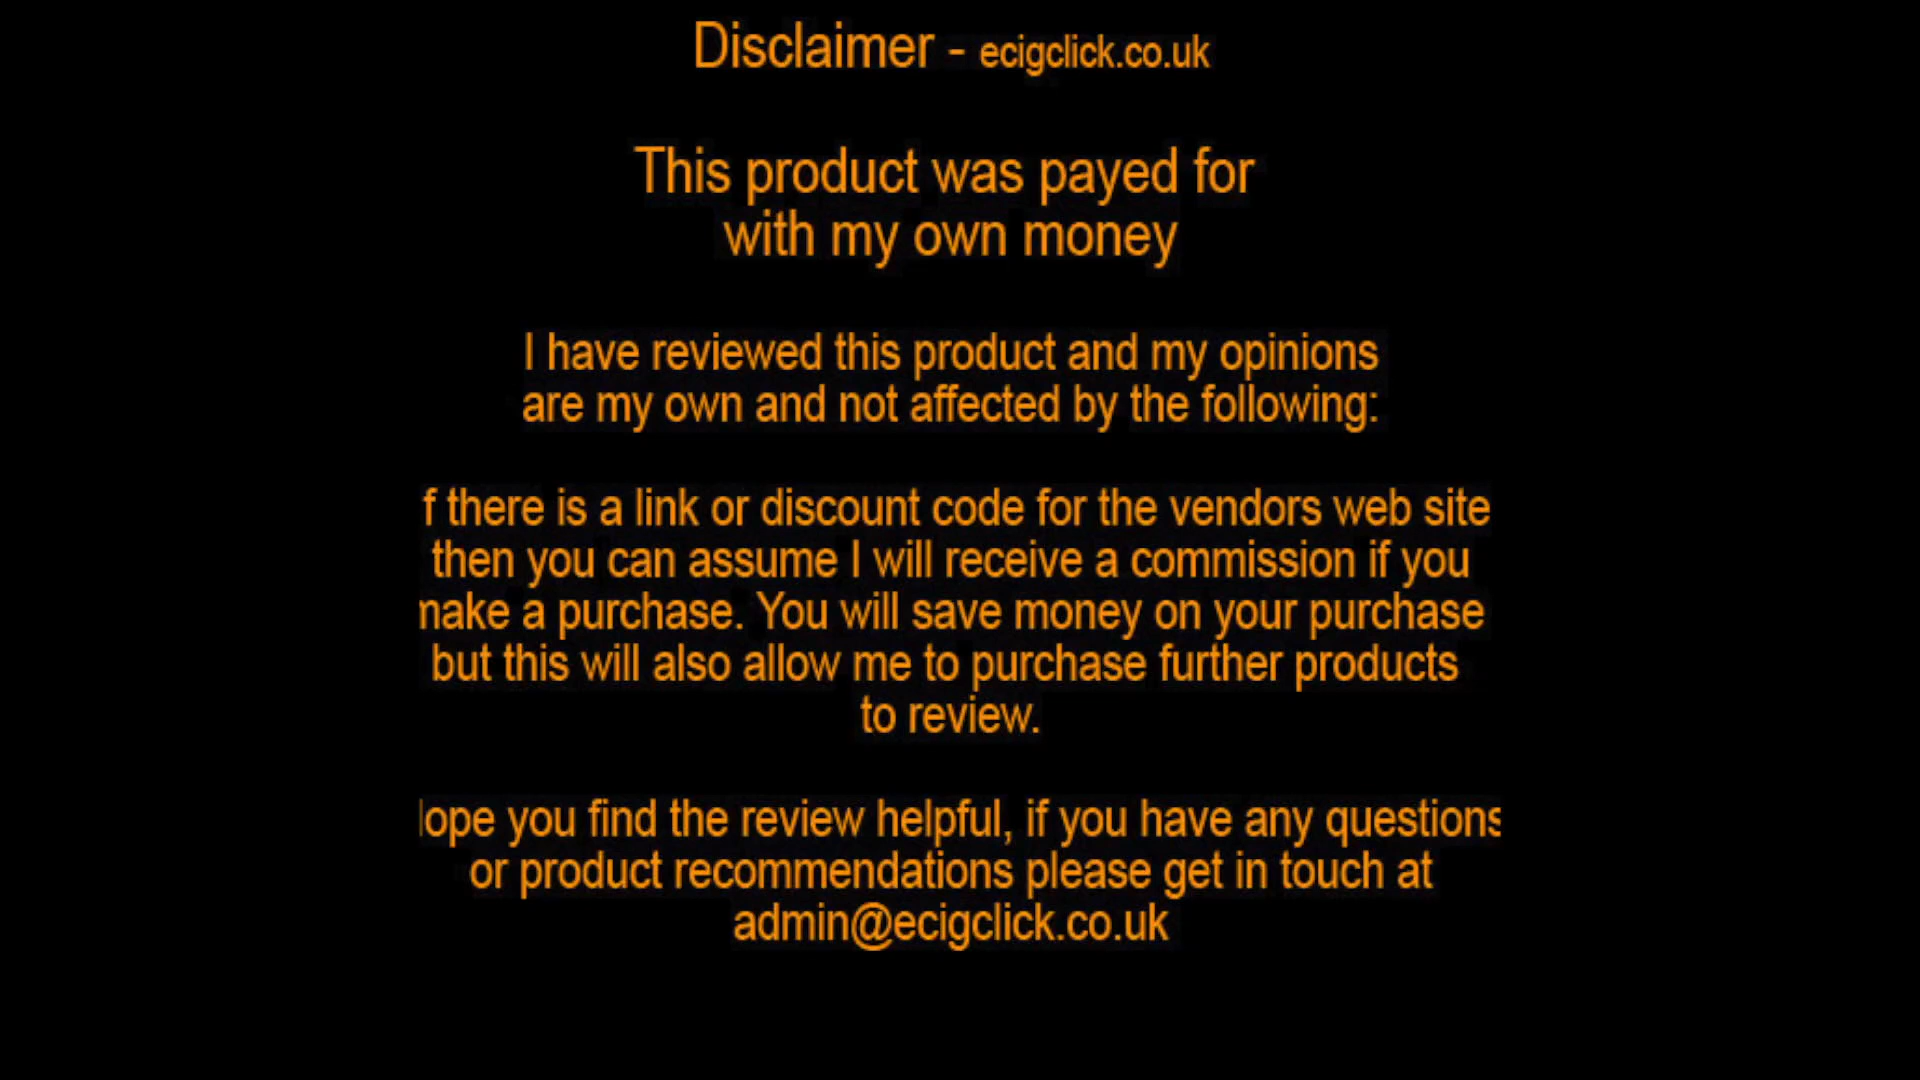 Disclaimer - ecigclick.co.uk
This product was payed for
with my own money
I have reviewed this product and my opinions
are my own and not affected by the following:
f there is a link or discount code for the vendors web site
then you can assume I will receive a commission if you
make a purchase. You will save money on your purchase
but this will also allow me to purchase further products
to review.
lope you find the review helpful, if you have any questions
or product recommendations please get in touch at
admin@ecigclick.co.uk